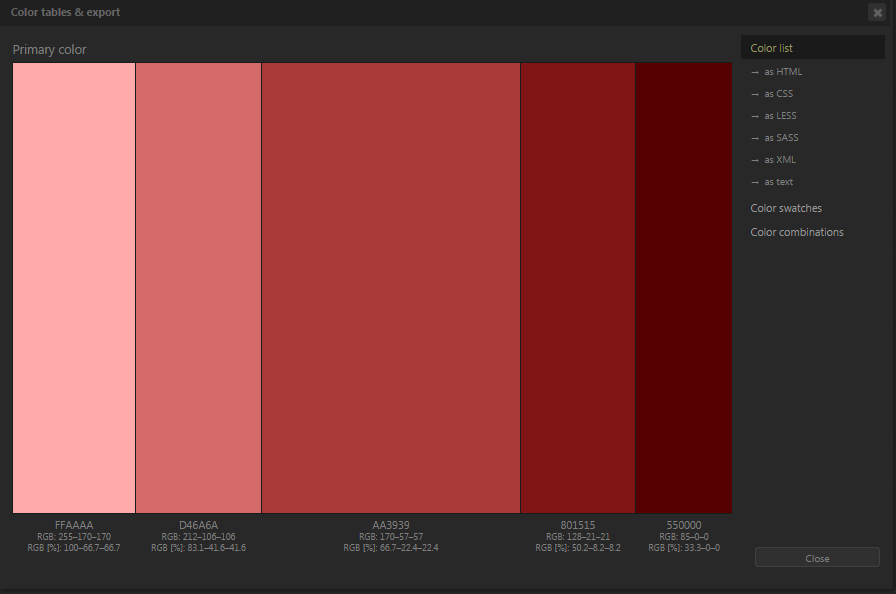 Color tables & export
Primary color
FFAAAA
RGB: 255–170–170
RGB [%]: 100–66.7–66.7
D46A6A
RGB: 212–106–106
RGB [%]: 83.1–41.6–41.6
AA3939
RGB: 170–57–57
RGB [%]: 66.7–22.4–22.4
801515
RGB: 128–21–21
RGB [%]: 50.2–8.2–8.2
550000
RGB: 85–0–0
RGB [%]: 33.3–0–0
Color list
→ as HTML
→ as CSS
→ as LESS
→ as SASS
→ as XML
→ as text
Color swatches
Color combinations
Close